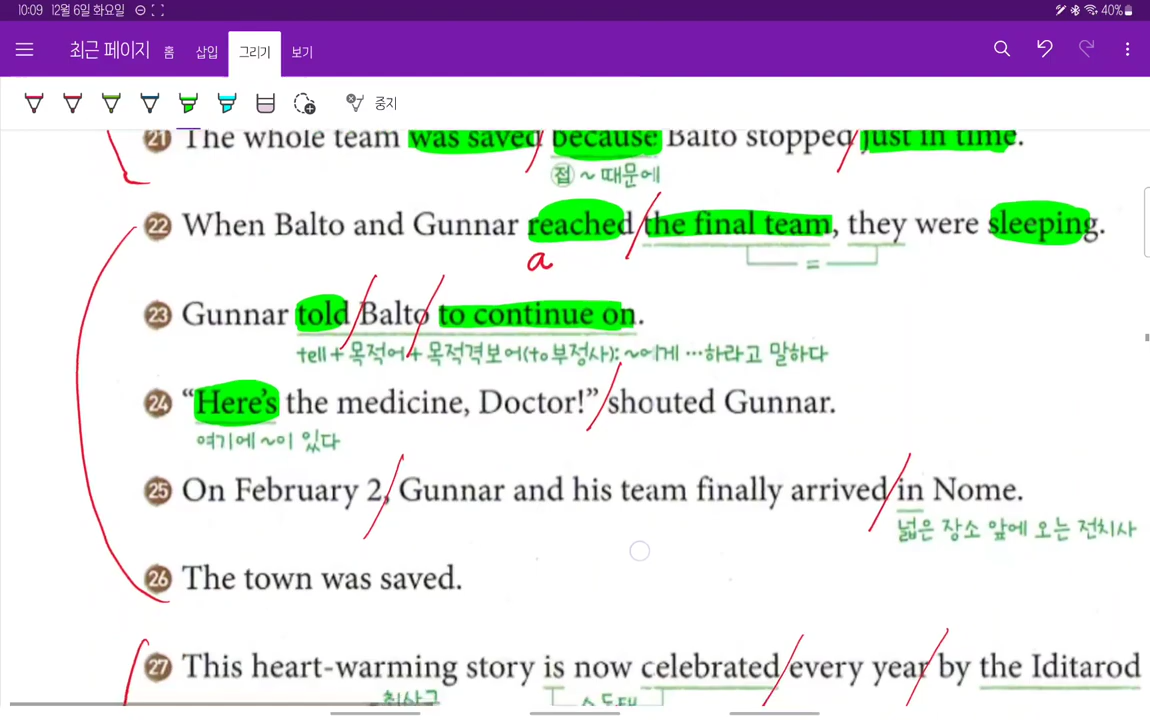 10:09 12월 6일 화요일 40%
최근 페이지 홈 삽입 그리기 보기
중지
21 The whole team was saved because Balto stopped just in time.
접 ~ 때문에
22 When Balto and Gunnar reached the final team, they were sleeping.
a =
23 Gunnar told Balto to continue on.
tell + 목적어 + 목적격보어(to부정사): ~에게 …하라고 말하다
24 “Here’s the medicine, Doctor!” shouted Gunnar.
여기에 ~이 있다
25 On February 2, Gunnar and his team finally arrived in Nome.
넓은 장소 앞에 오는 전치사
26 The town was saved.
27 This heart-warming story is now celebrated every year by the Iditarod